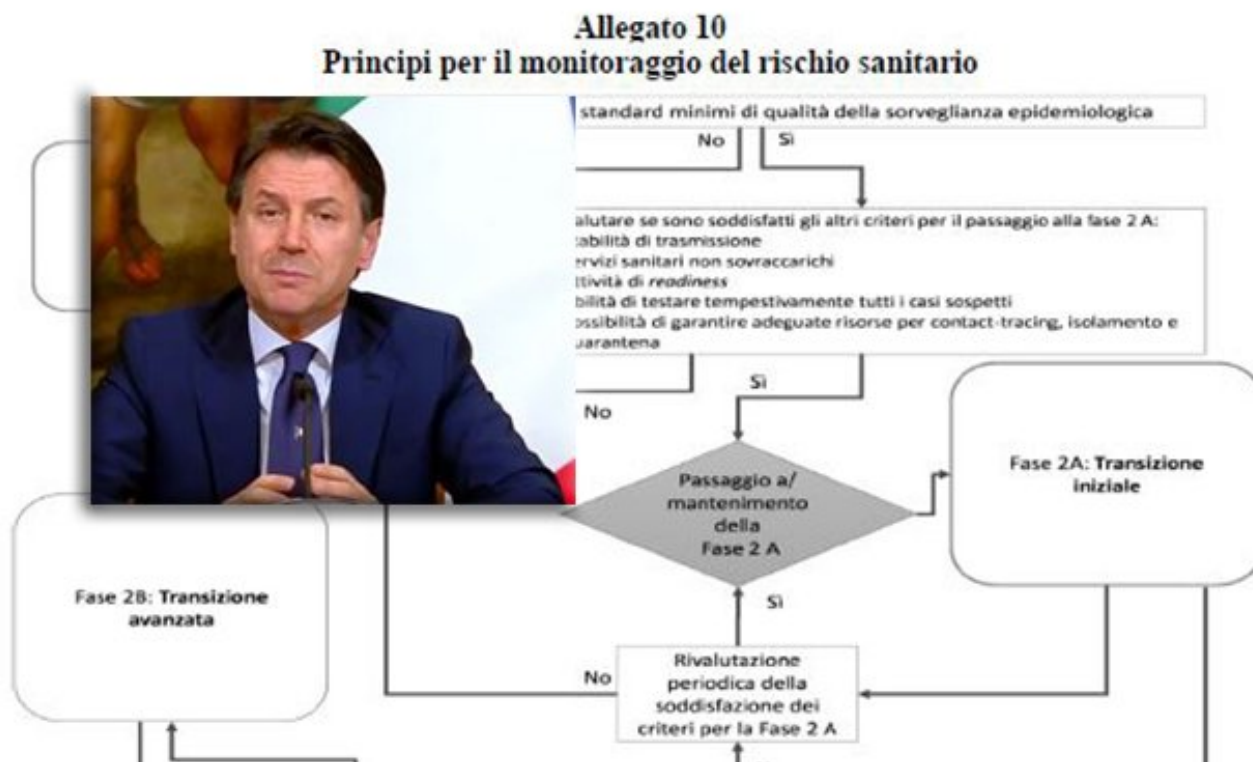 Allegato 10
Principi per il monitoraggio del rischio sanitario
standard minimi di qualità della sorveglianza epidemiologica
No
Sì
alutare se sono soddisfatti gli altri criteri per il passaggio alla fase 2 A:
tabilità di trasmissione
ervizi sanitari non sovraccarichi
ttività di readiness
bilità di testare tempestivamente tutti i casi sospetti
ossibilità di garantire adeguate risorse per contact-tracing, isolamento e
uarantena
Sì
No
Passaggio a/
mantenimento
della
Fase 2 A
Fase 2A: Transizione
iniziale
Sì
Fase 2B: Transizione
avanzata
No
Rivalutazione
periodica della
soddisfazione dei
criteri per la Fase 2 A